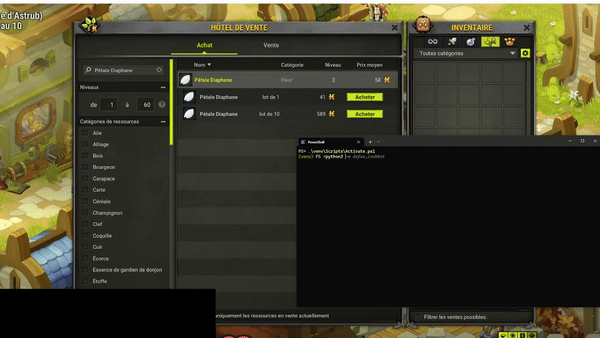 e d'Astrub)
au 10
HÔTEL DE VENTE
INVENTAIRE
Achat
Vente
Toutes catégories
Pétale Diaphane
Nom
Catégorie
Niveau
Prix moyen
Pétale Diaphane
Fleur
2
58
Niveaux
de 1 à 60
Pétale Diaphane
lot de 1
41
Acheter
Pétale Diaphane
lot de 10
589
Acheter
Catégories de ressources
Aile
Alliage
Bois
Bourgeon
Carapace
Carte
Céréale
Champignon
Clef
Coquille
Cuir
Écorce
Essence de gardien de donjon
Étoffe
PowerShell
PS> .\venv\Scripts\Activate.ps1
(venv) PS >python3 -m dofus_cookbot
uniquement les ressources en vente actuellement
Filtrer les ventes possibles.